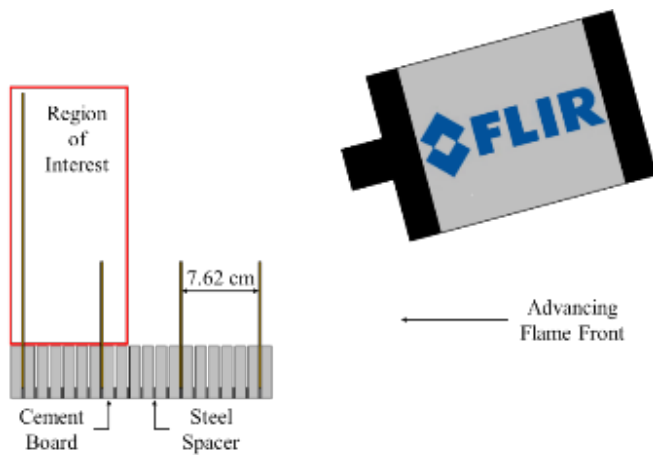 Region
of
Interest
FLIR
7.62 cm
Advancing
Flame Front
Cement
Board
Steel
Spacer